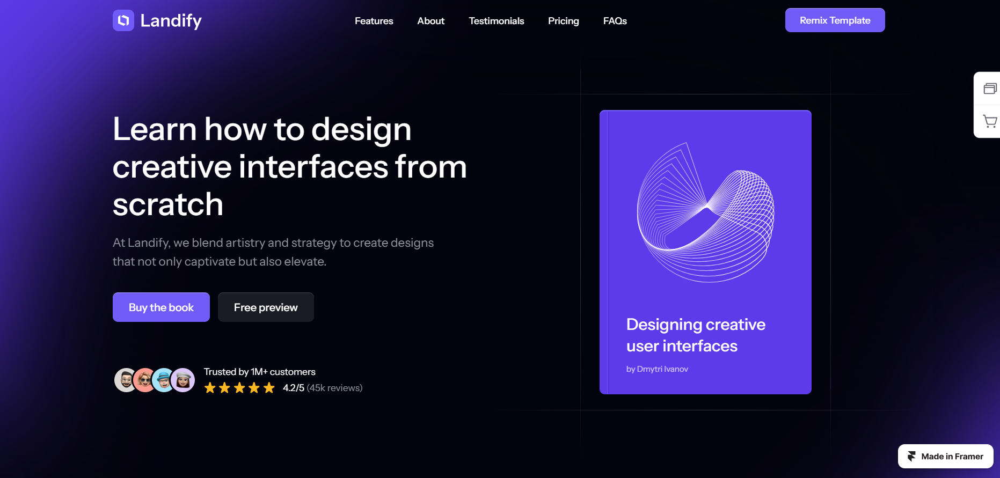 Landify
Features
About
Testimonials
Pricing
FAQs
Remix Template
Learn how to design
creative interfaces from
scratch
At Landify, we blend artistry and strategy to create designs
that not only captivate but also elevate.
Buy the book
Free preview
Trusted by 1M+ customers
4.2/5 (45k reviews)
Designing creative
user interfaces
by Dmytri Ivanov
Made in Framer